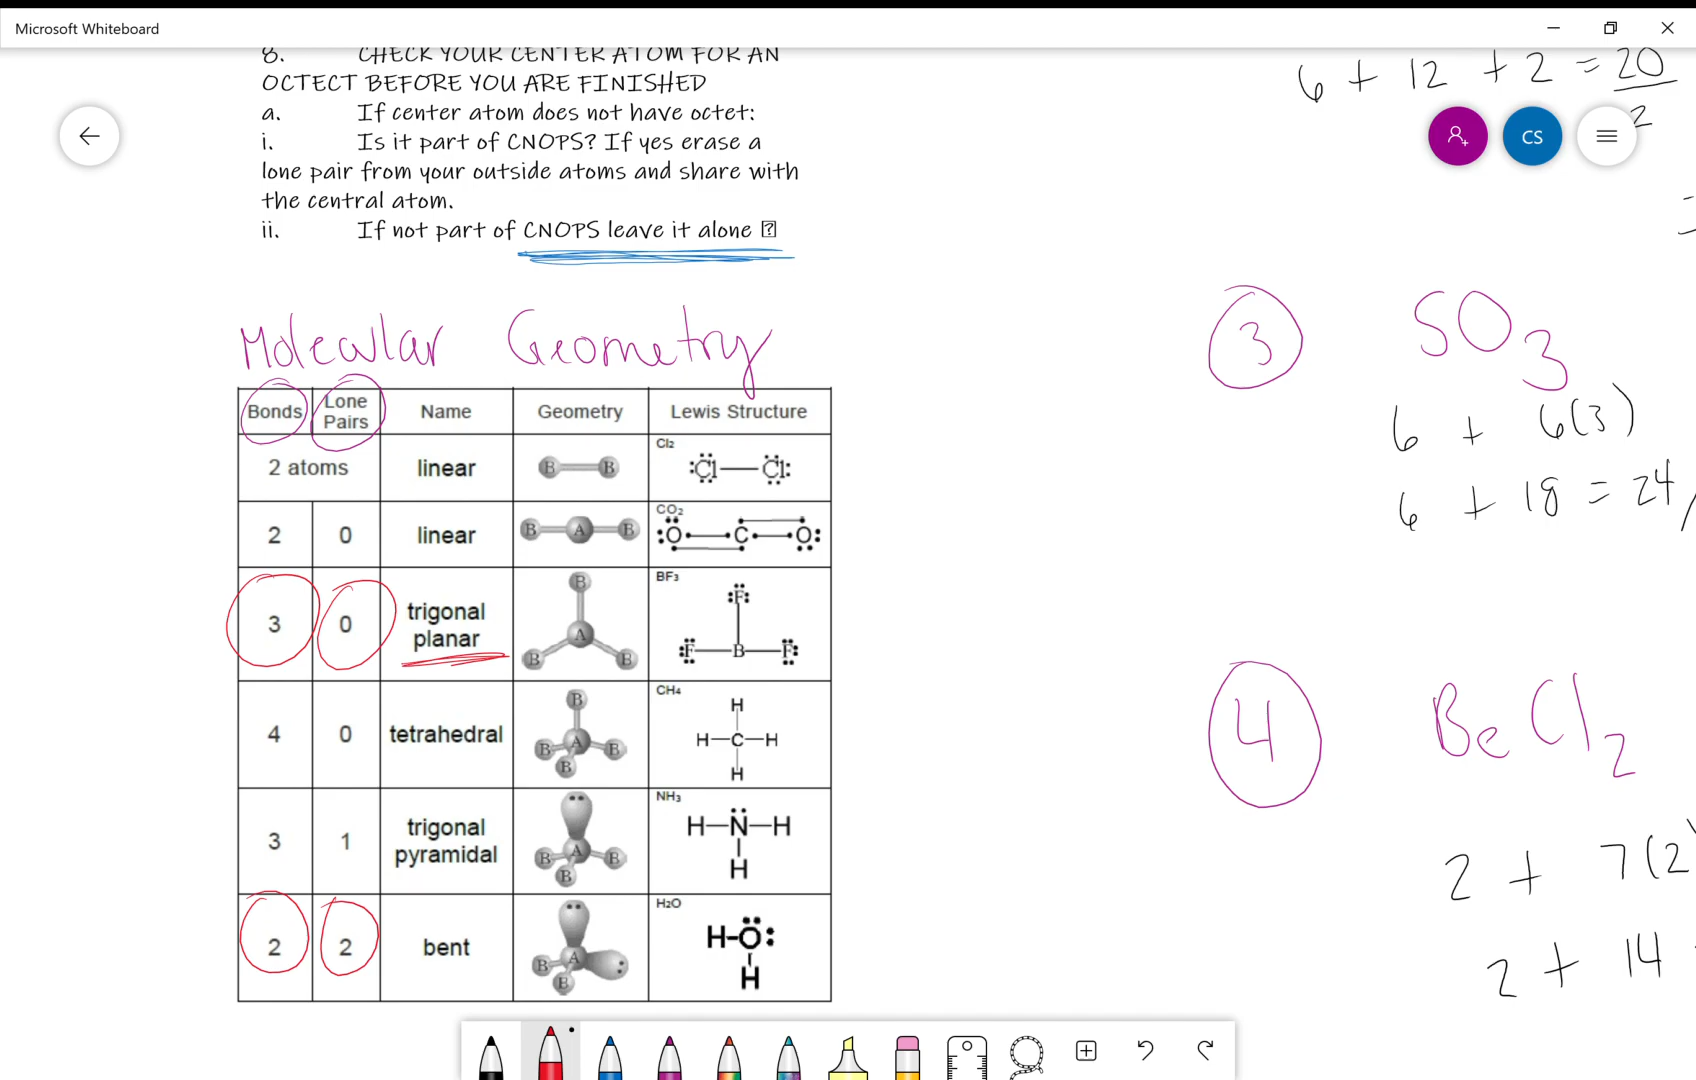 Microsoft Whiteboard
8. CHECK YOUR CENTER ATOM FOR AN
OCTECT BEFORE YOU ARE FINISHED
a. If center atom does not have octet:
i. Is it part of CNOPS? If yes erase a
lone pair from your outside atoms and share with
the central atom.
ii. If not part of CNOPS leave it alone
Molecular Geometry
Bonds Lone Pairs Name Geometry Lewis Structure
2 atoms linear B B Cl2 :Cl—Cl:
2 0 linear B A B CO2 :O C O:
3 0 trigonal planar B A B B BF3 :F: :F—B—F:
4 0 tetrahedral B B A B B CH4 H H—C—H H
3 1 trigonal pyramidal B A B B NH3 H—N—H H
2 2 bent B A B H2O H-O: H
6 + 12 + 2 = 20
2
CS
=
3 SO3
6 + 6(3)
6 + 18 = 24/
4 BeCl2
2 + 7(2)
2 + 14